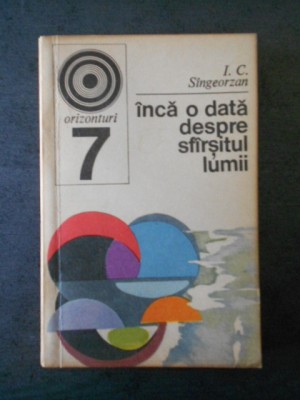 I. C.
Sîngeorzan
orizonturi
7
încă o dată
despre
sfîrșitul
lumii